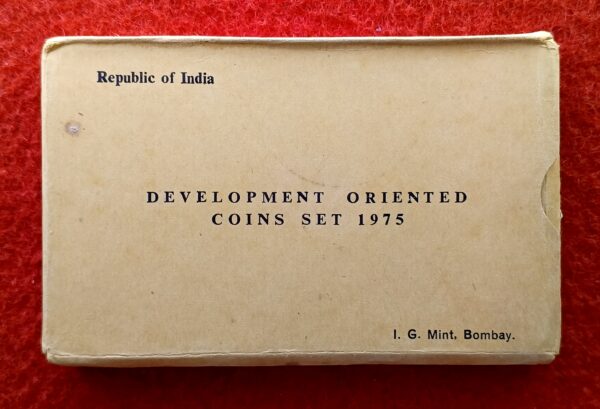 Republic of India
DEVELOPMENT ORIENTED
COINS SET 1975
I. G. Mint, Bombay.